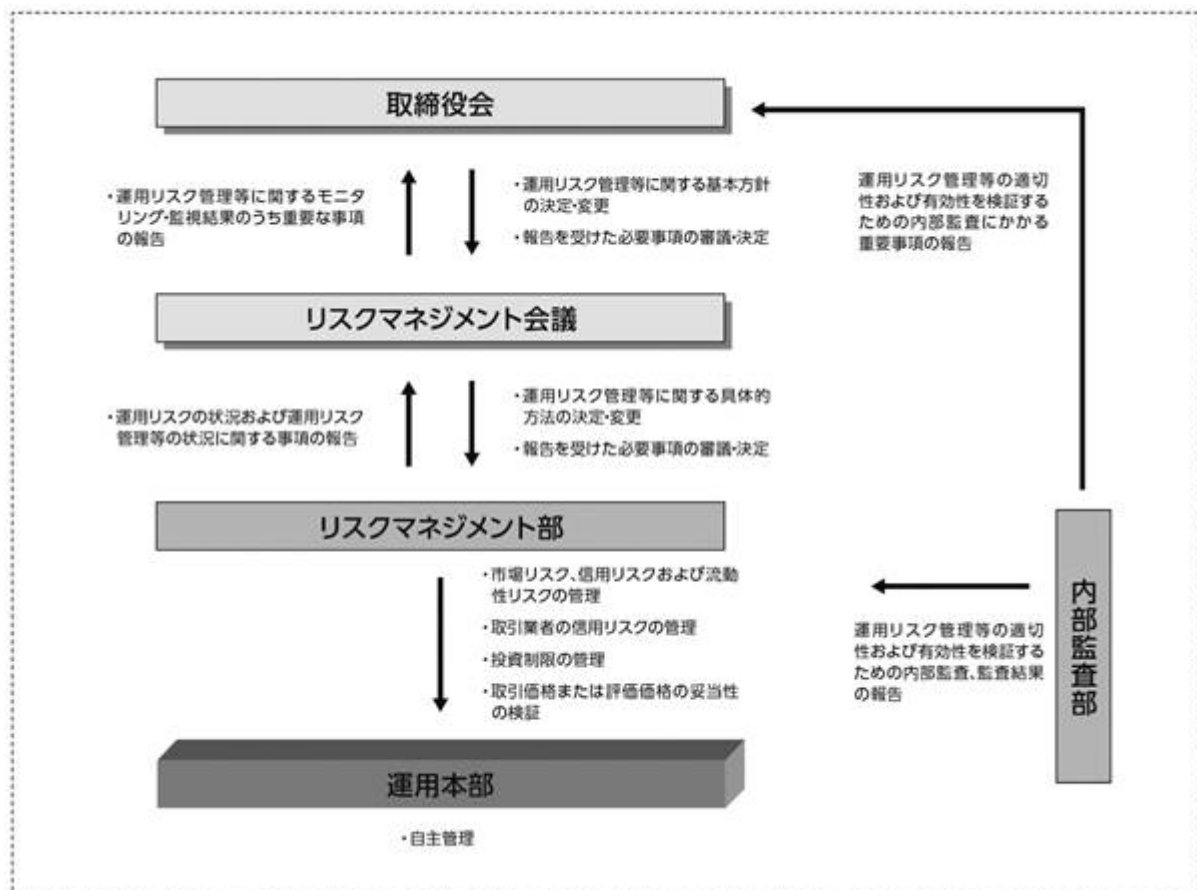 取締役会
・運用リスク管理等に関するモニタ
リング・監視結果のうち重要な事項
の報告
・運用リスク管理等に関する基本方針
の決定・変更
・報告を受けた必要事項の審議・決定
運用リスク管理等の適切
性および有効性を検証する
ための内部監査にかかる
重要事項の報告
リスクマネジメント会議
・運用リスクの状況および運用リスク
管理等の状況に関する事項の報告
・運用リスク管理等に関する具体的
方法の決定・変更
・報告を受けた必要事項の審議・決定
リスクマネジメント部
・市場リスク、信用リスクおよび流動
性リスクの管理
・取引業者の信用リスクの管理
・投資制限の管理
・取引価格または評価価格の妥当性
の検証
運用リスク管理等の適切
性および有効性を検証する
ための内部監査、監査結果
の報告
内部監査部
運用本部
・自主管理